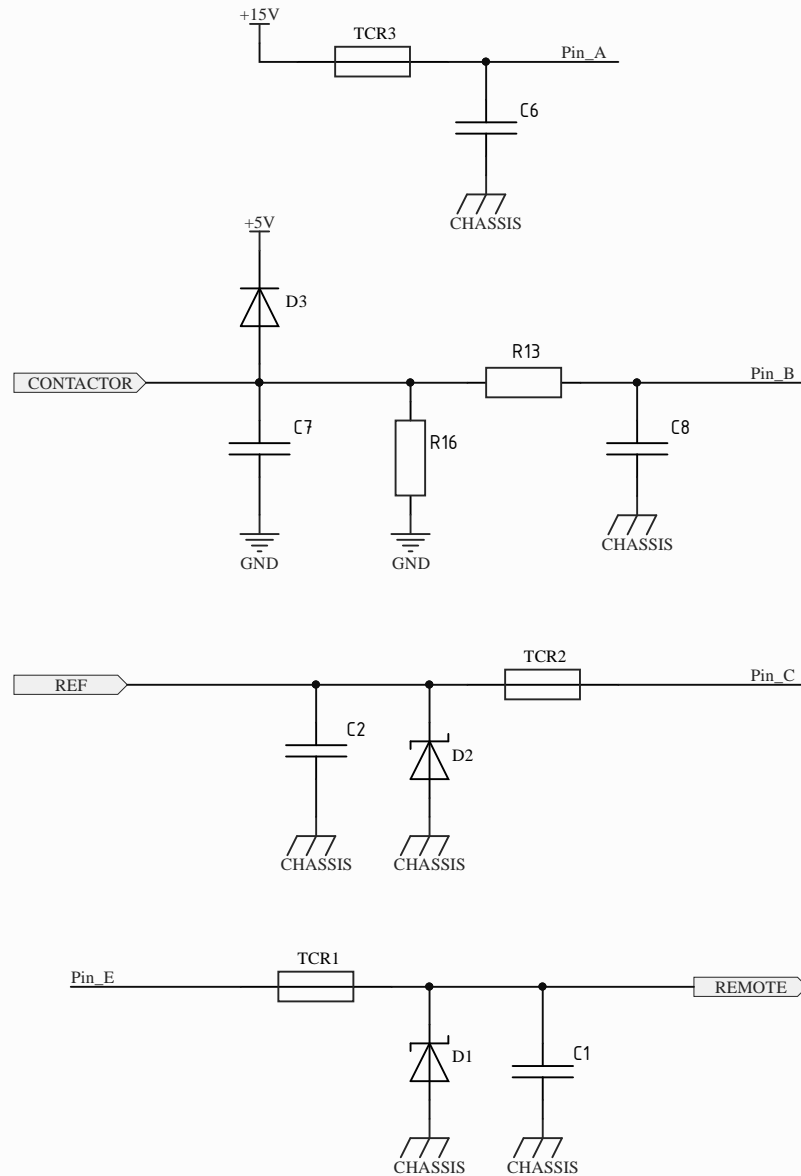 +15V
TCR3
Pin_A
C6
CHASSIS
+5V
D3
R13
CONTACTOR
Pin_B
C7
R16
C8
GND
GND
CHASSIS
TCR2
REF
Pin_C
C2
D2
CHASSIS
CHASSIS
TCR1
Pin_E
REMOTE
D1
C1
CHASSIS
CHASSIS